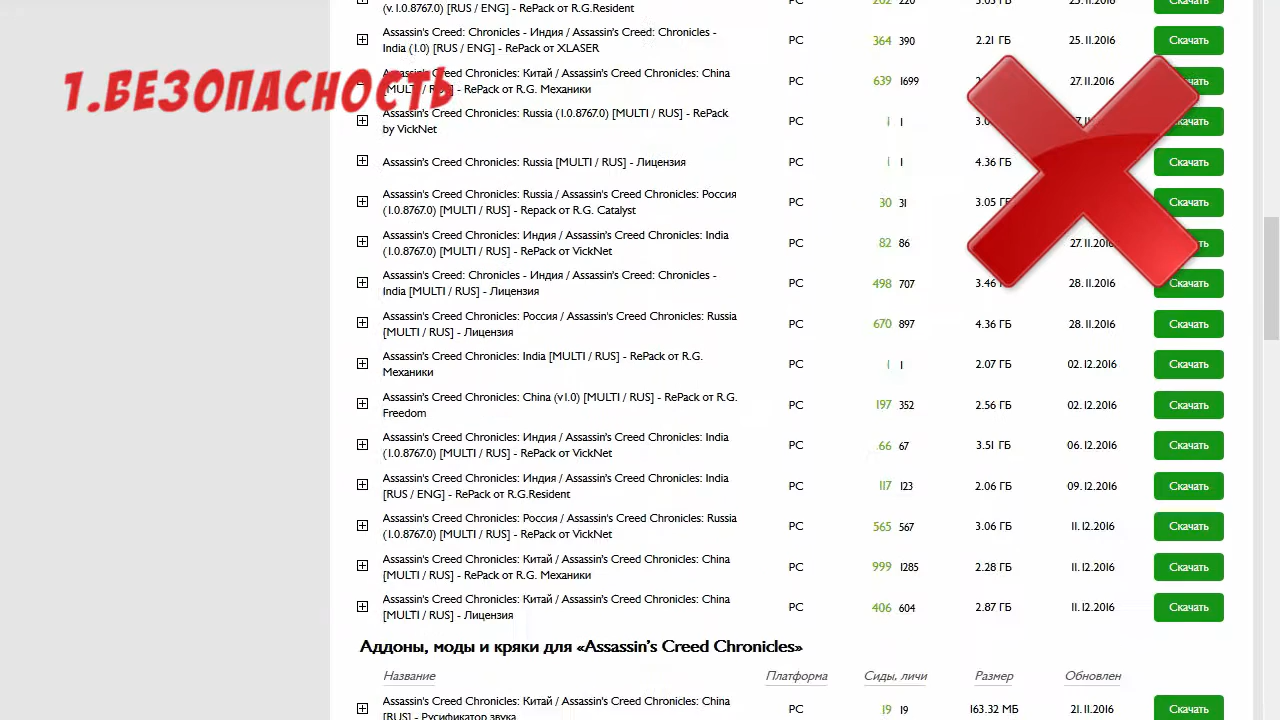 (v.1.0.8767.0) [RUS / ENG] - RePack от R.G.Resident
Assassin's Creed: Chronicles - Индия / Assassin's Creed: Chronicles -
India (1.0) [RUS / ENG] - RePack от XLASER
PC 364 390 2.21 ГБ 25.11.2016 Скачать
1.БЕЗОПАСНОСТЬ
Assassin's Creed Chronicles: Китай / Assassin's Creed Chronicles: China
[MULTI / RUS] - RePack от R.G. Механики
PC 639 1699 27.11.2016
Assassin's Creed Chronicles: Russia (1.0.8767.0) [MULTI / RUS] - RePack
by VickNet
PC 1 1
Assassin's Creed Chronicles: Russia [MULTI / RUS] - Лицензия
PC 1 1 4.36 ГБ Скачать
Assassin's Creed Chronicles: Russia / Assassin's Creed Chronicles: Россия
(1.0.8767.0) [MULTI / RUS] - Repack от R.G. Catalyst
PC 30 31 3.05 ГБ Скачать
Assassin's Creed Chronicles: Индия / Assassin's Creed Chronicles: India
(1.0.8767.0) [MULTI / RUS] - RePack от VickNet
PC 82 86 27.11.2016
Assassin's Creed: Chronicles - Индия / Assassin's Creed: Chronicles -
India [MULTI / RUS] - Лицензия
PC 498 707 3.46 28.11.2016 Скачать
Assassin's Creed Chronicles: Россия / Assassin's Creed Chronicles: Russia
[MULTI / RUS] - Лицензия
PC 670 897 4.36 ГБ 28.11.2016 Скачать
Assassin's Creed Chronicles: India [MULTI / RUS] - RePack от R.G.
Механики
PC 1 1 2.07 ГБ 02.12.2016 Скачать
Assassin's Creed Chronicles: China (v1.0) [MULTI / RUS] - RePack от R.G.
Freedom
PC 197 352 2.56 ГБ 02.12.2016 Скачать
Assassin's Creed Chronicles: Индия / Assassin's Creed Chronicles: India
(1.0.8767.0) [MULTI / RUS] - RePack от VickNet
PC 66 67 3.51 ГБ 06.12.2016 Скачать
Assassin's Creed Chronicles: Индия / Assassin's Creed Chronicles: India
[RUS / ENG] - RePack от R.G.Resident
PC 117 123 2.06 ГБ 09.12.2016 Скачать
Assassin's Creed Chronicles: Россия / Assassin's Creed Chronicles: Russia
(1.0.8767.0) [MULTI / RUS] - RePack от VickNet
PC 565 567 3.06 ГБ 11.12.2016 Скачать
Assassin's Creed Chronicles: Китай / Assassin's Creed Chronicles: China
[MULTI / RUS] - RePack от R.G. Механики
PC 999 1285 2.28 ГБ 11.12.2016 Скачать
Assassin's Creed Chronicles: Китай / Assassin's Creed Chronicles: China
[MULTI / RUS] - Лицензия
PC 406 604 2.87 ГБ 11.12.2016 Скачать
Аддоны, моды и кряки для «Assassin's Creed Chronicles»
Название Платформа Сиды, личи Размер Обновлен
Assassin's Creed Chronicles: Китай / Assassin's Creed Chronicles: China
[RUS] - Русификатор звука
PC 19 19 163.32 МБ 21.11.2016 Скачать